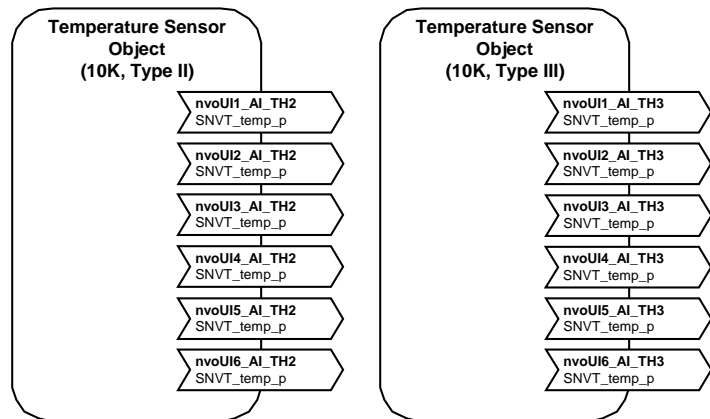 Temperature Sensor
Object
(10K, Type II)
nvoUI1_AI_TH2
SNVT_temp_p
nvoUI2_AI_TH2
SNVT_temp_p
nvoUI3_AI_TH2
SNVT_temp_p
nvoUI4_AI_TH2
SNVT_temp_p
nvoUI5_AI_TH2
SNVT_temp_p
nvoUI6_AI_TH2
SNVT_temp_p
Temperature Sensor
Object
(10K, Type III)
nvoUI1_AI_TH3
SNVT_temp_p
nvoUI2_AI_TH3
SNVT_temp_p
nvoUI3_AI_TH3
SNVT_temp_p
nvoUI4_AI_TH3
SNVT_temp_p
nvoUI5_AI_TH3
SNVT_temp_p
nvoUI6_AI_TH3
SNVT_temp_p